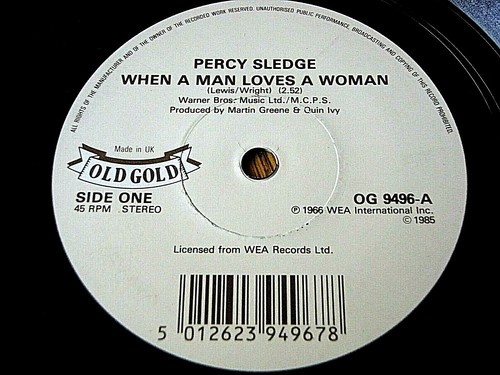 ALL RIGHTS OF THE MANUFACTURER AND OF THE OWNER OF THE RECORDED WORK RESERVED. UNAUTHORISED PUBLIC PERFORMANCE, BROADCASTING AND COPYING OF THIS RECORD PROHIBITED.
PERCY SLEDGE
WHEN A MAN LOVES A WOMAN
(Lewis/Wright) (2.52)
Warner Bros. Music Ltd./M.C.P.S.
Produced by Martin Greene & Quin Ivy
Made in UK
OLD GOLD
SIDE ONE
45 RPM STEREO
OG 9496-A
℗ 1966 WEA International Inc.
© 1985
Licensed from WEA Records Ltd.
5 012623 949678